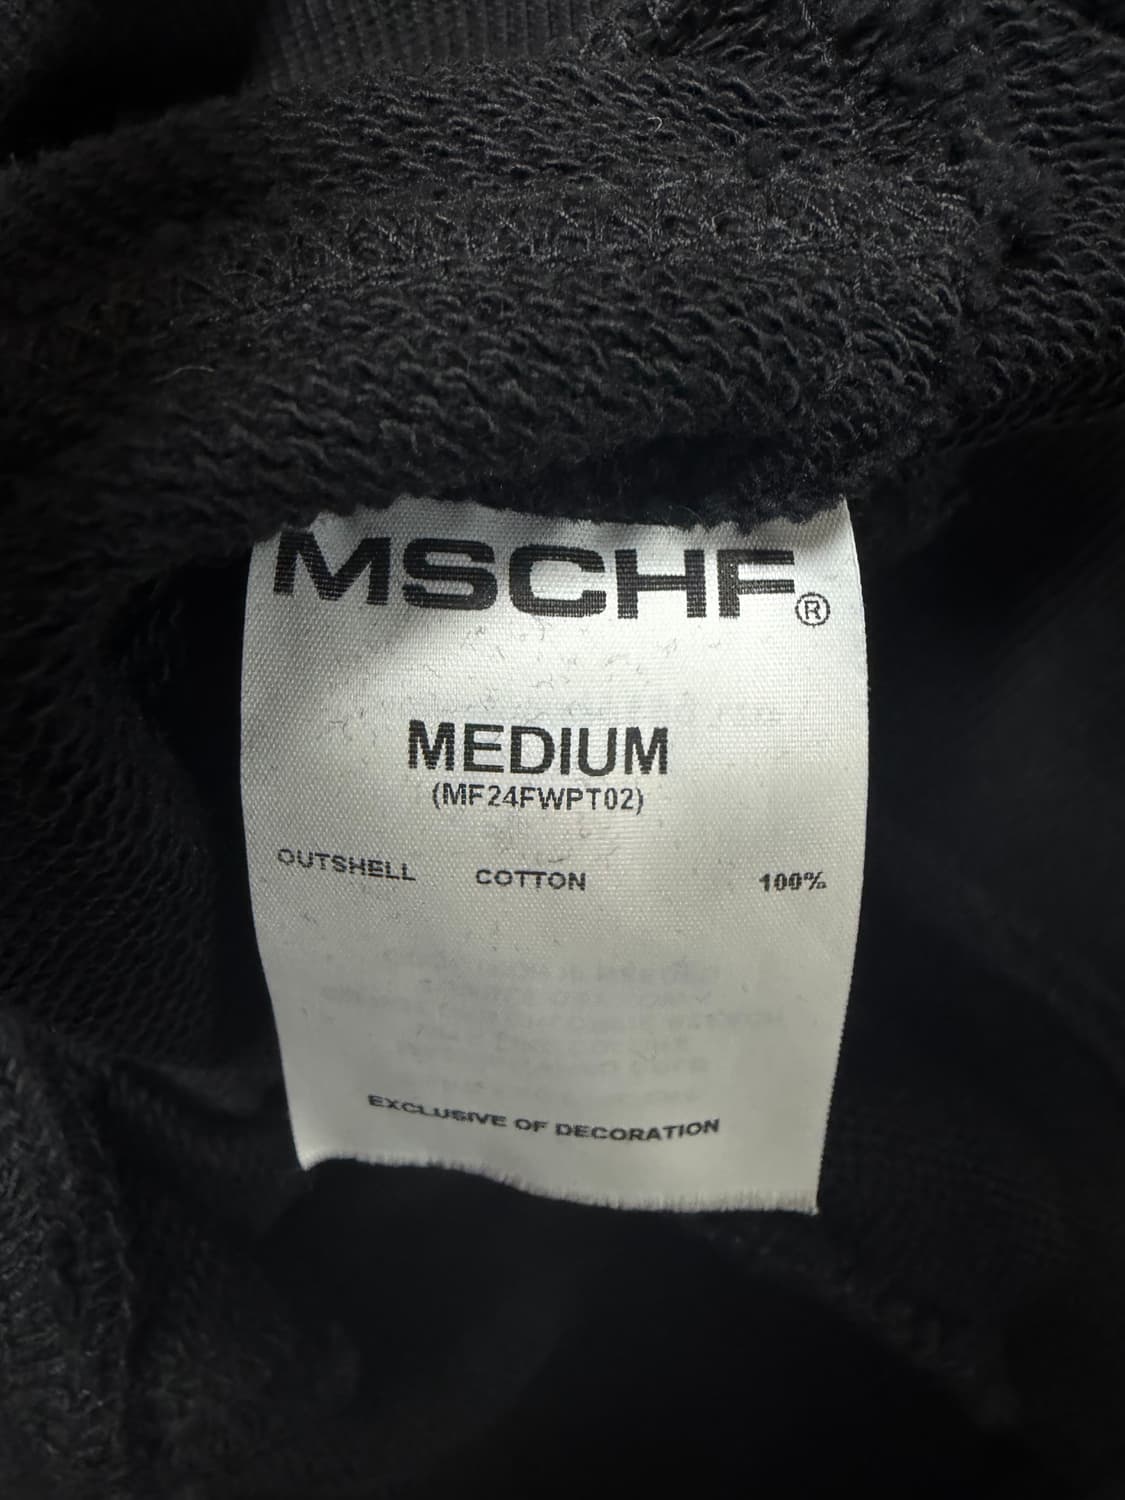 MSCHF®
MEDIUM
(MF24FWPT02)
OUTSHELL COTTON 100%
EXCLUSIVE OF DECORATION